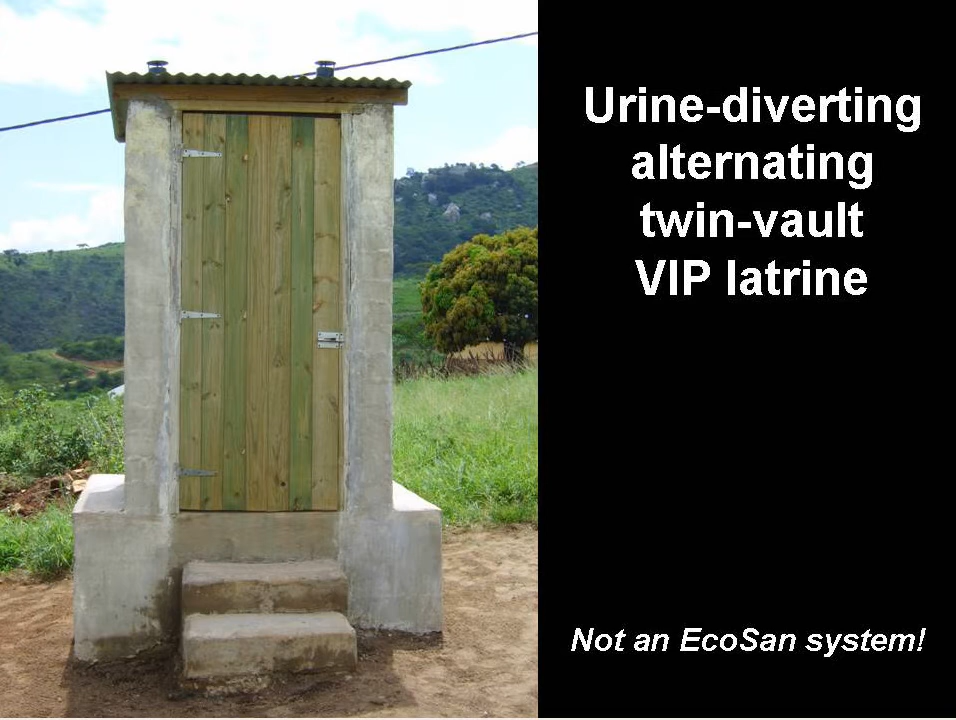 Urine-diverting
alternating
twin-vault
VIP latrine
Not an EcoSan system!